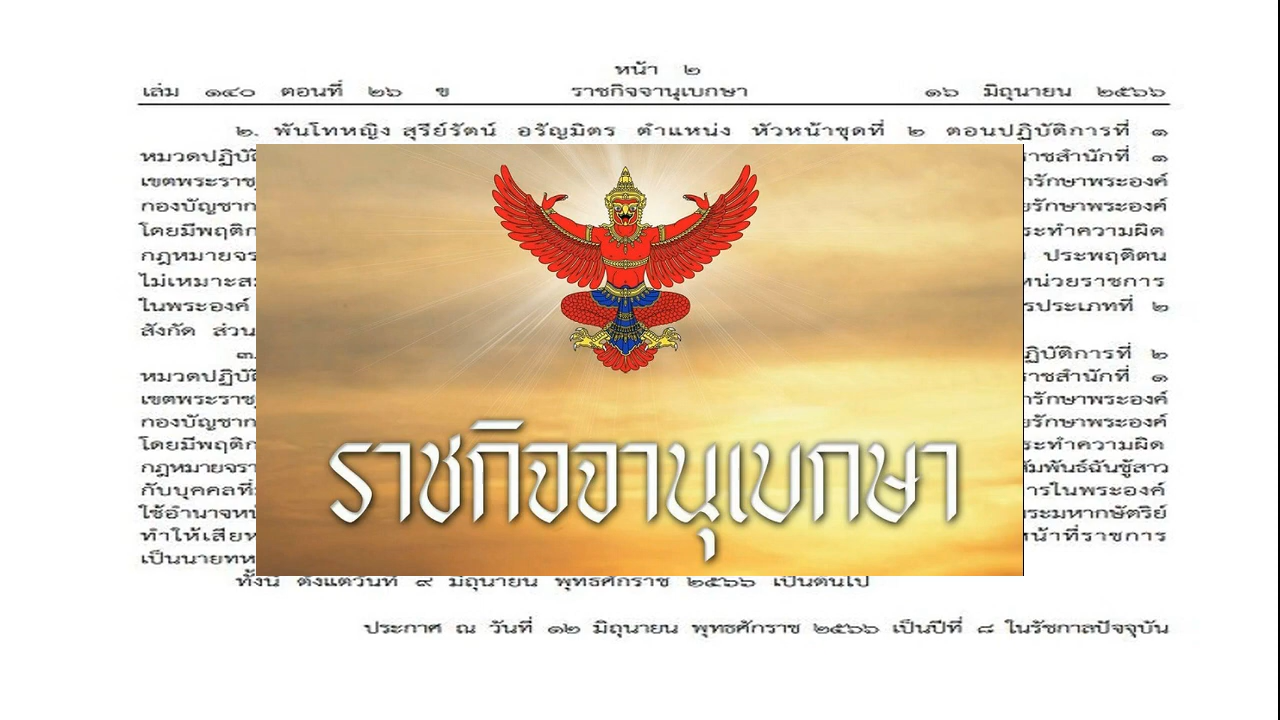 หน้า ๒
เล่ม ๑๔๐ ตอนที่ ๒๖ ข ราชกิจจานุเบกษา ๑๖ มิถุนายน ๒๕๖๖
๒. พันโทหญิง สุรีย์รัตน์ อรัญมิตร ตำแหน่ง หัวหน้าชุดที่ ๒ ตอนปฏิบัติการที่ ๑
หมวดปฏิบัติ ราชสำนักที่ ๑
เขตพระราช ารักษาพระองค์
กองบัญชาก ยรักษาพระองค์
โดยมีพฤติก ระทำความผิด
กฎหมายจร ประพฤติตน
ไม่เหมาะส หน่วยราชการ
ในพระองค์ รประเภทที่ ๒
สังกัด ส่วน
๓. ฏิบัติการที่ ๒
หมวดปฏิบัติ ราชสำนักที่ ๑
เขตพระราช ารักษาพระองค์
กองบัญชาก ยรักษาพระองค์
โดยมีพฤติก ระทำความผิด
กฎหมายจรา สัมพันธ์ฉันชู้สาว
กับบุคคลที่ ารในพระองค์
ใช้อำนาจหน้ ระมหากษัตริย์
ทำให้เสีย หน้าที่ราชการ
เป็นนายทห
ราชกิจจานุเบกษา
ทั้งนี้ ตั้งแต่วันที่ ๙ มิถุนายน พุทธศักราช ๒๕๖๖ เป็นต้นไป
ประกาศ ณ วันที่ ๑๒ มิถุนายน พุทธศักราช ๒๕๖๖ เป็นปีที่ ๘ ในรัชกาลปัจจุบัน